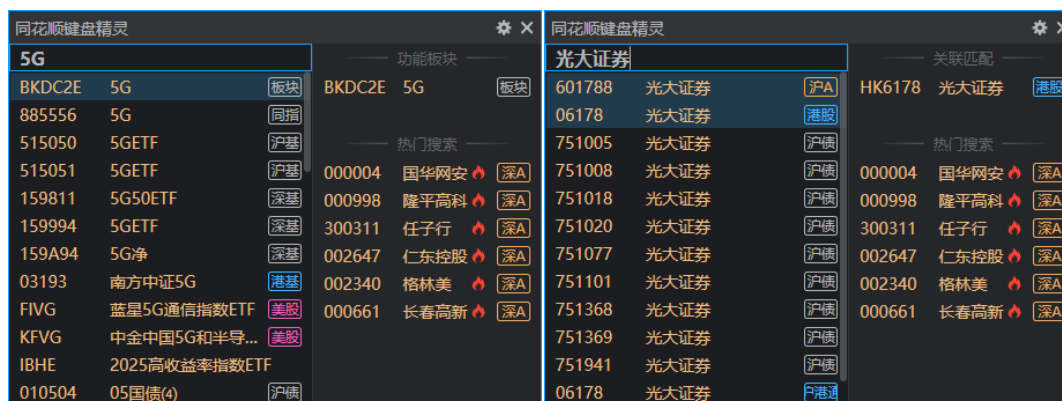 同花顺键盘精灵
5G
BKDC2E 5G 板块
885556 5G 同指
515050 5GETF 沪基
515051 5GETF 沪基
159811 5G50ETF 深基
159994 5GETF 深基
159A94 5G净 深基
03193 南方中证5G 港基
FIVG 蓝星5G通信指数ETF 美股
KFVG 中金中国5G和半导... 美股
IBHE 2025高收益率指数ETF
010504 05国债(4) 沪债
功能板块
BKDC2E 5G 板块
热门搜索
000004 国华网安 深A
000998 隆平高科 深A
300311 任子行 深A
002647 仁东控股 深A
002340 格林美 深A
000661 长春高新 深A
同花顺键盘精灵
光大证券
601788 光大证券 沪A
06178 光大证券 港股
751005 光大证券 沪债
751008 光大证券 沪债
751018 光大证券 沪债
751020 光大证券 沪债
751077 光大证券 沪债
751101 光大证券 沪债
751368 光大证券 沪债
751369 光大证券 沪债
751941 光大证券 沪债
06178 光大证券 沪港通
关联匹配
HK6178 光大证券 港股
热门搜索
000004 国华网安 深A
000998 隆平高科 深A
300311 任子行 深A
002647 仁东控股 深A
002340 格林美 深A
000661 长春高新 深A